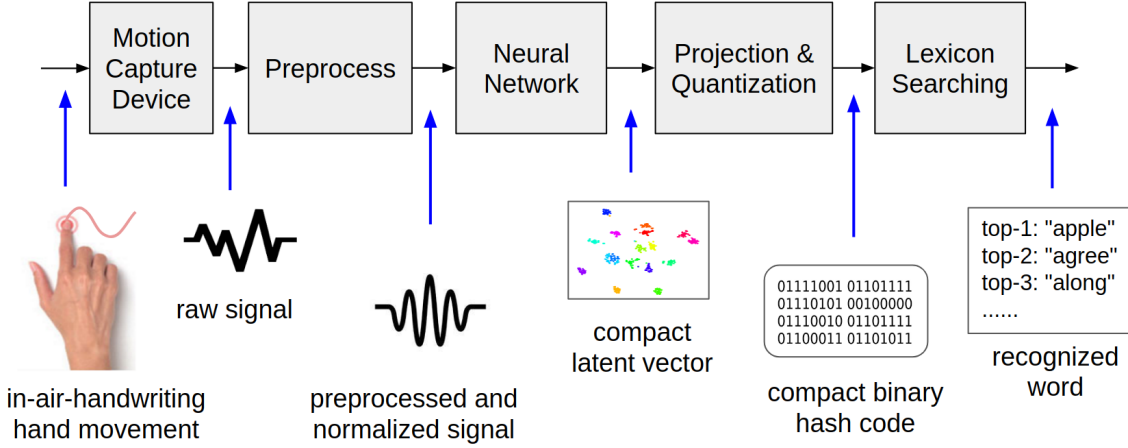 Motion
Capture
Device
Preprocess
Neural
Network
Projection &
Quantization
Lexicon
Searching
in-air-handwriting
hand movement
raw signal
preprocessed and
normalized signal
compact
latent vector
01111001 01101111
01110101 00100000
01110010 01101111
01100011 01101011
compact binary
hash code
top-1: "apple"
top-2: "agree"
top-3: "along"
......
recognized
word